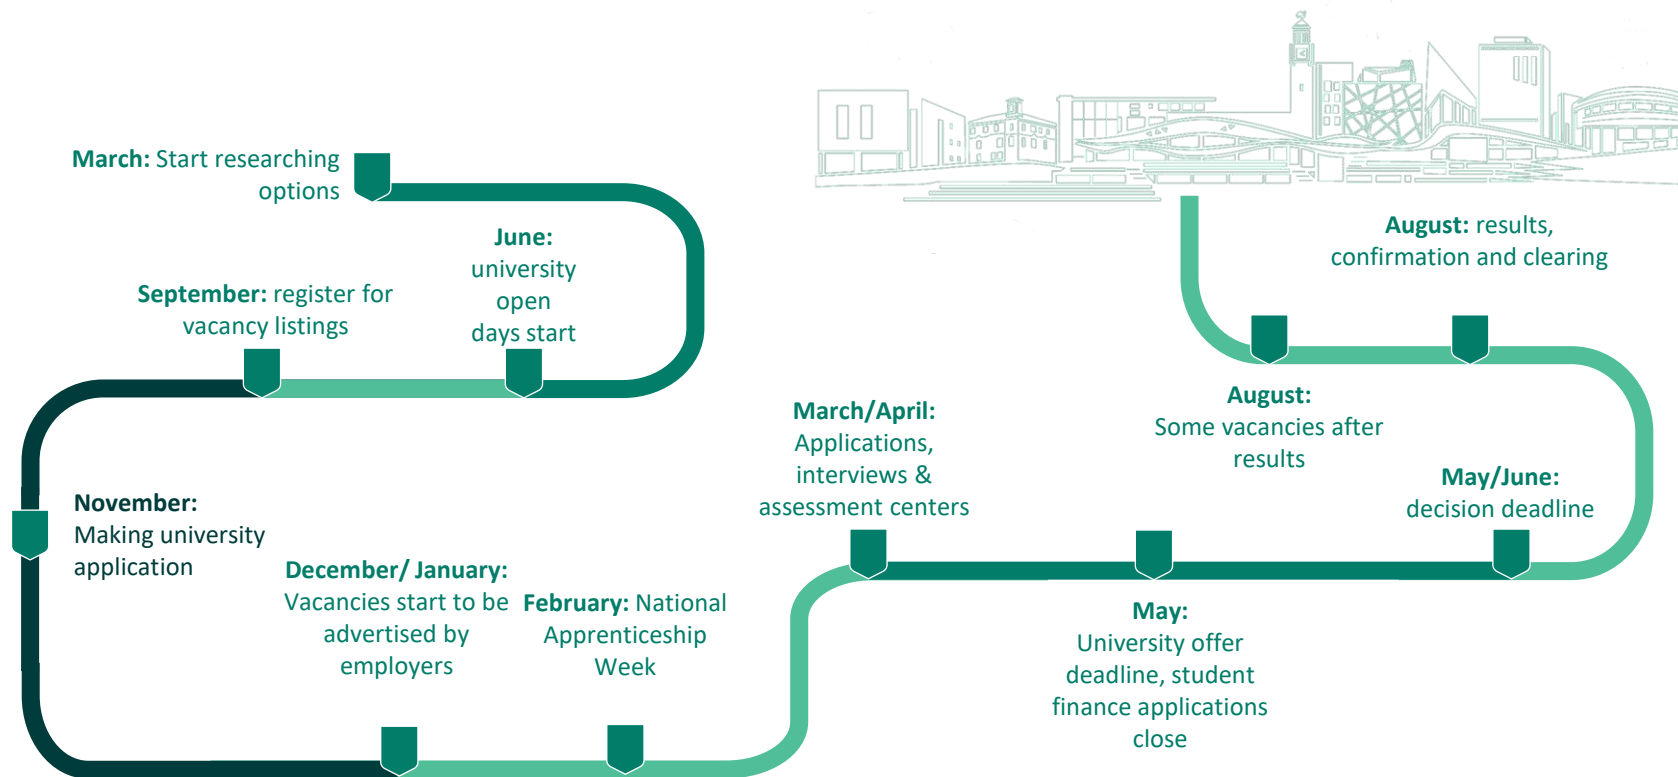 March: Start researching
options
June:
university
open
days start
September: register for
vacancy listings
November:
Making university
application
December/ January:
Vacancies start to be
advertised by
employers
February: National
Apprenticeship
Week
March/April:
Applications,
interviews &
assessment centers
May:
University offer
deadline, student
finance applications
close
May/June:
decision deadline
August: results,
confirmation and clearing
August:
Some vacancies after
results